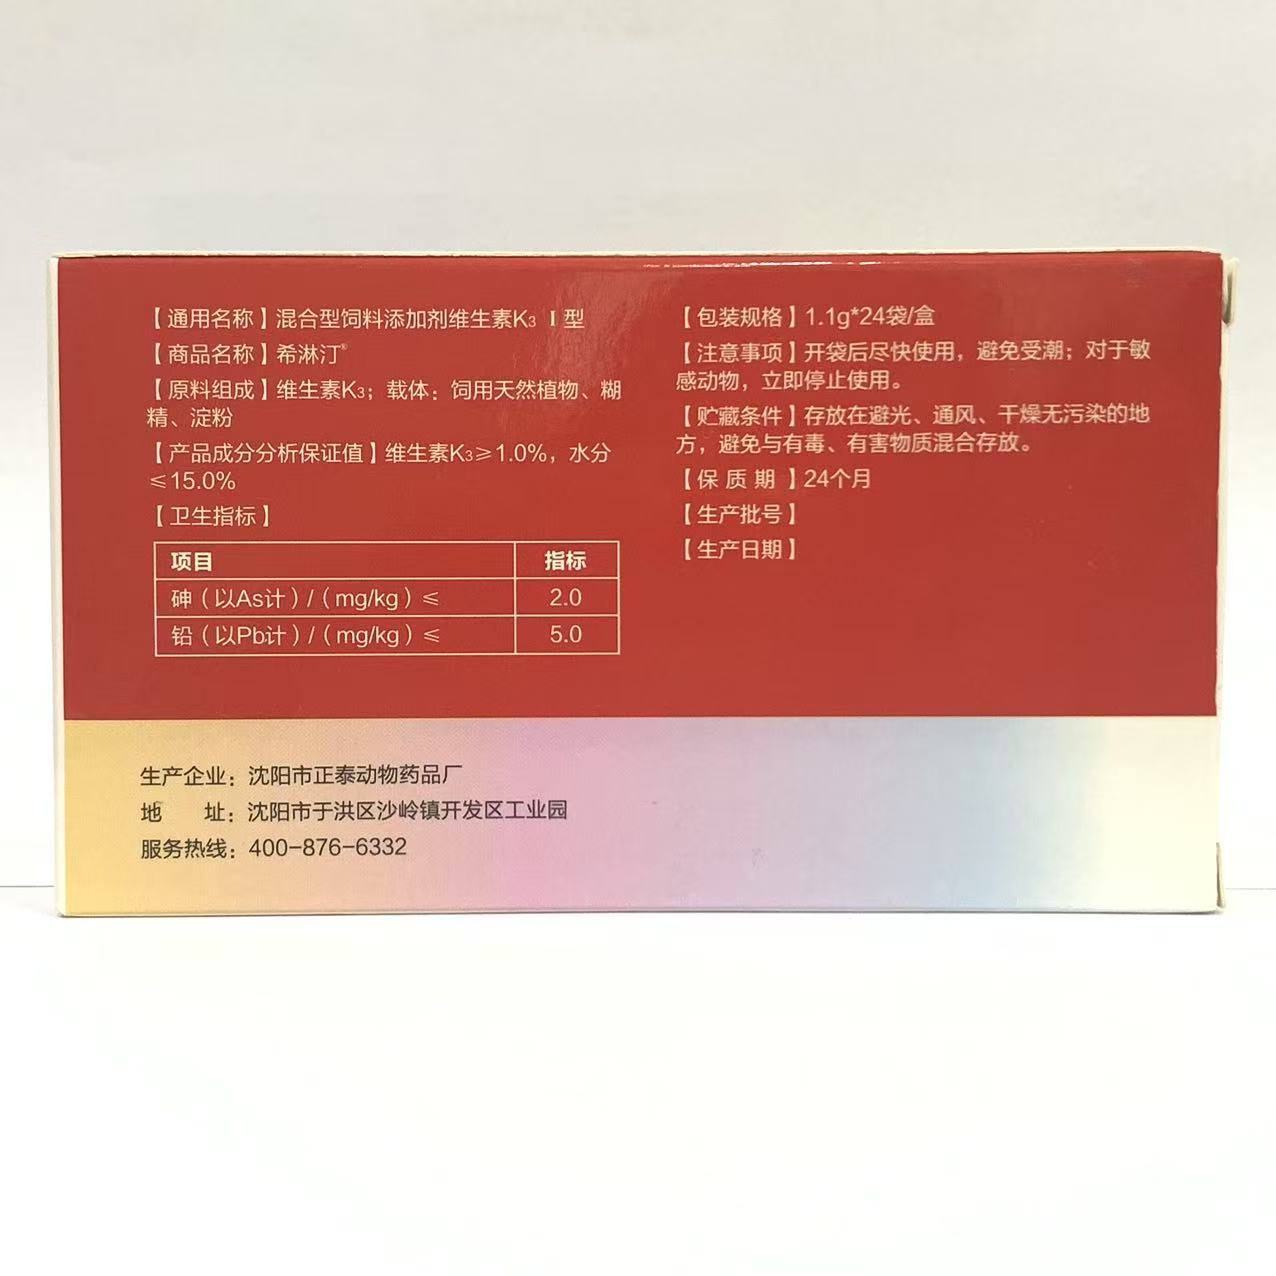 【通用名称】混合型饲料添加剂维生素K₃ Ⅰ型
【商品名称】希淋汀®
【原料组成】维生素K₃；载体：饲用天然植物、糊
精、淀粉
【产品成分分析保证值】维生素K₃≥1.0%，水分
≤15.0%
【卫生指标】
项目 指标
砷（以As计）/（mg/kg）≤ 2.0
铅（以Pb计）/（mg/kg）≤ 5.0
【包装规格】1.1g*24袋/盒
【注意事项】开袋后尽快使用，避免受潮；对于敏
感动物，立即停止使用。
【贮藏条件】存放在避光、通风、干燥无污染的地
方，避免与有毒、有害物质混合存放。
【保 质 期 】24个月
【生产批号】
【生产日期】
生产企业：沈阳市正泰动物药品厂
地 址：沈阳市于洪区沙岭镇开发区工业园
服务热线：400-876-6332